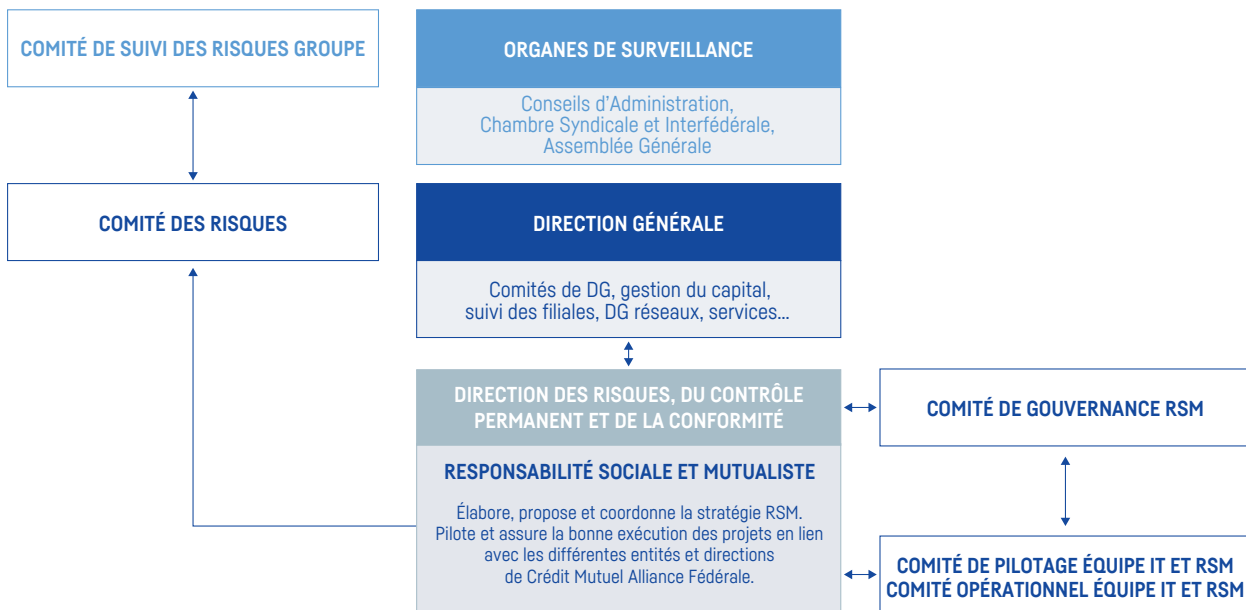 COMITÉ DE SUIVI DES RISQUES GROUPE
ORGANES DE SURVEILLANCE
Conseils d'Administration,
Chambre Syndicale et Interfédérale,
Assemblée Générale
COMITÉ DES RISQUES
DIRECTION GÉNÉRALE
Comités de DG, gestion du capital,
suivi des filiales, DG réseaux, services...
DIRECTION DES RISQUES, DU CONTRÔLE
PERMANENT ET DE LA CONFORMITÉ
COMITÉ DE GOUVERNANCE RSM
RESPONSABILITÉ SOCIALE ET MUTUALISTE
Élabore, propose et coordonne la stratégie RSM.
Pilote et assure la bonne exécution des projets en lien
avec les différentes entités et directions
de Crédit Mutuel Alliance Fédérale.
COMITÉ DE PILOTAGE ÉQUIPE IT ET RSM
COMITÉ OPÉRATIONNEL ÉQUIPE IT ET RSM